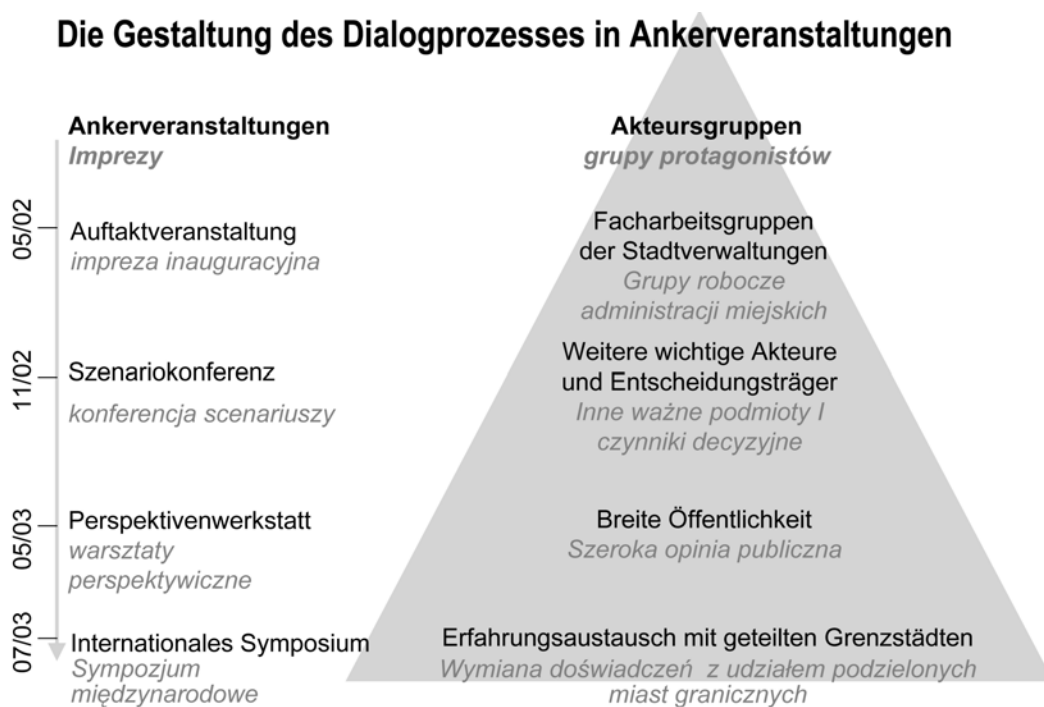 Die Gestaltung des Dialogprozesses in Ankerveranstaltungen
Ankerveranstaltungen
Imprezy
Akteursgruppen
grupy protagonistów
05/02
Auftaktveranstaltung
impreza inauguracyjna
Facharbeitsgruppen
der Stadtverwaltungen
Grupy robocze
administracji miejskich
11/02
Szenariokonferenz
konferencja scenariuszy
Weitere wichtige Akteure
und Entscheidungsträger
Inne ważne podmioty I
czynniki decyzyjne
05/03
Perspektivenwerkstatt
warsztaty
perspektywiczne
Breite Öffentlichkeit
Szeroka opinia publiczna
07/03
Internationales Symposium
Sympozjum
międzynarodowe
Erfahrungsaustausch mit geteilten Grenzstädten
Wymiana doświadczeń z udziałem podzielonych
miast granicznych